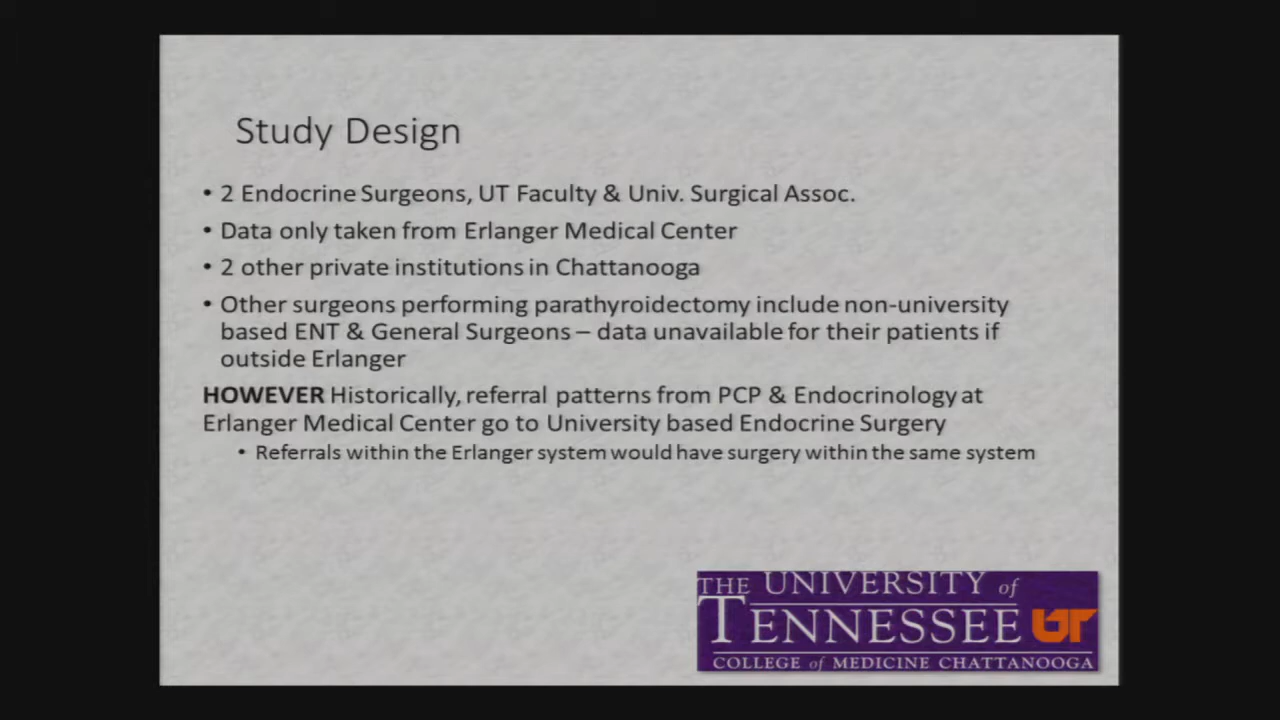 Study Design
• 2 Endocrine Surgeons, UT Faculty & Univ. Surgical Assoc.
• Data only taken from Erlanger Medical Center
• 2 other private institutions in Chattanooga
• Other surgeons performing parathyroidectomy include non-university
based ENT & General Surgeons – data unavailable for their patients if
outside Erlanger
HOWEVER Historically, referral patterns from PCP & Endocrinology at
Erlanger Medical Center go to University based Endocrine Surgery
• Referrals within the Erlanger system would have surgery within the same system
THE UNIVERSITY of
TENNESSEE UT
COLLEGE of MEDICINE CHATTANOOGA